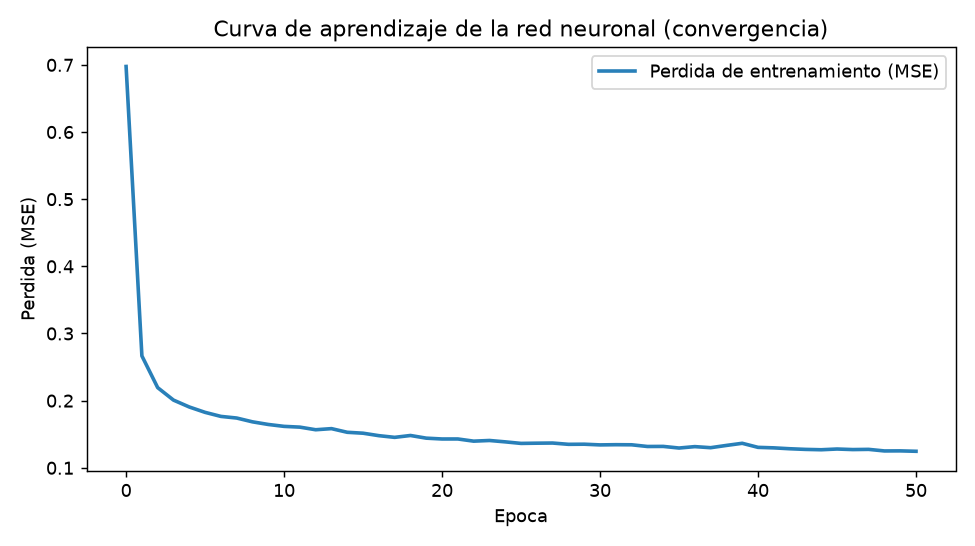 Curva de aprendizaje de la red neuronal (convergencia)
Perdida de entrenamiento (MSE)
Perdida (MSE)
0.7
0.6
0.5
0.4
0.3
0.2
0.1
0 10 20 30 40 50
Epoca